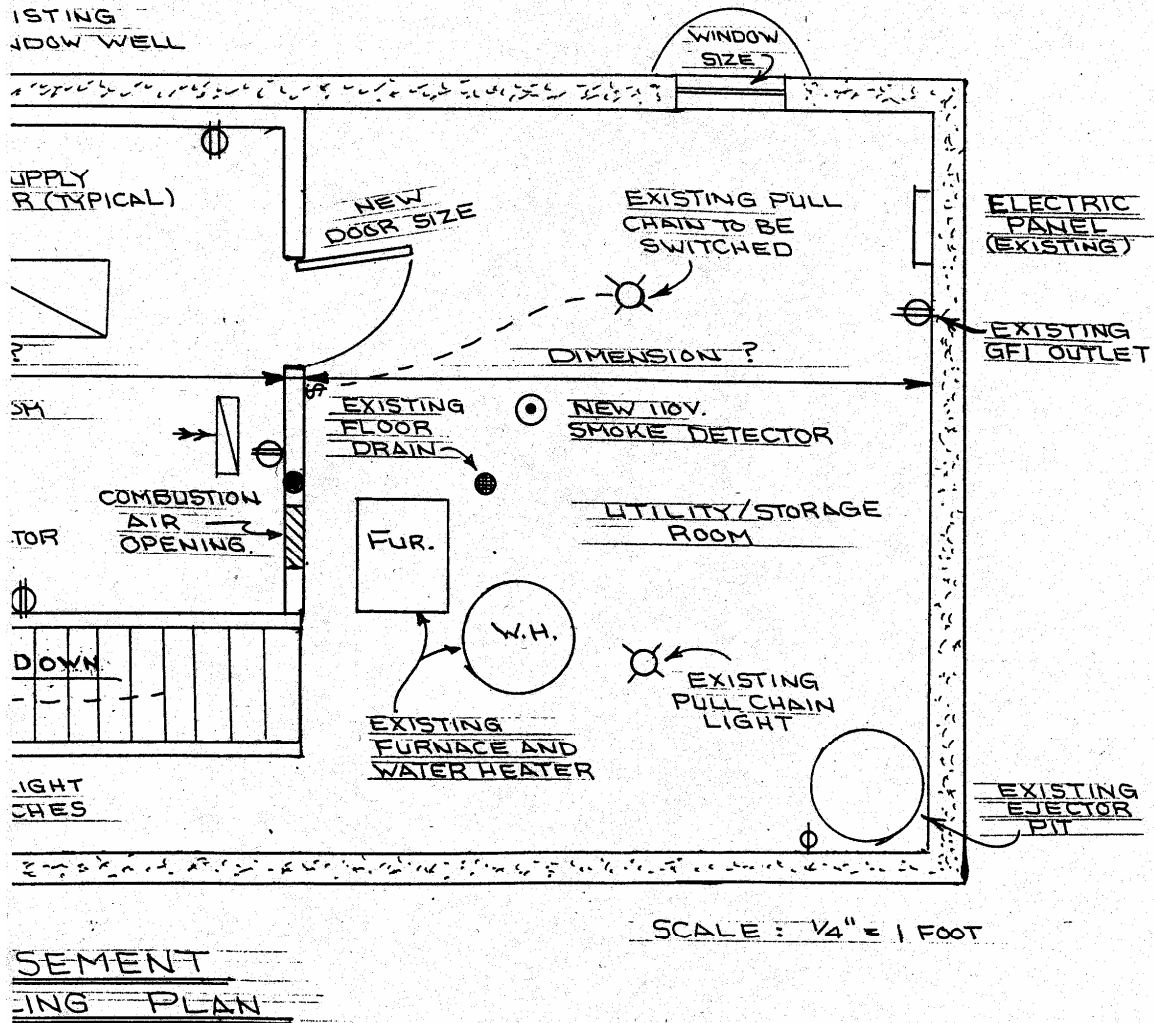 ISTING
NDOW WELL
WINDOW
SIZE
UPPLY
R (TYPICAL)
NEW
DOOR SIZE
EXISTING PULL
CHAIN TO BE
SWITCHED
ELECTRIC
PANEL
(EXISTING)
EXISTING
GFI OUTLET
?
DIMENSION ?
$
SM
EXISTING
FLOOR
DRAIN
NEW 110V.
SMOKE DETECTOR
COMBUSTION
AIR
OPENING.
TOR
FUR.
UTILITY/STORAGE
ROOM
W.H.
DOWN
EXISTING
PULL CHAIN
LIGHT
EXISTING
FURNACE AND
WATER HEATER
LIGHT
CHES
EXISTING
EJECTOR
PIT
SCALE : 1/4" = 1 FOOT
SEMENT
LING PLAN